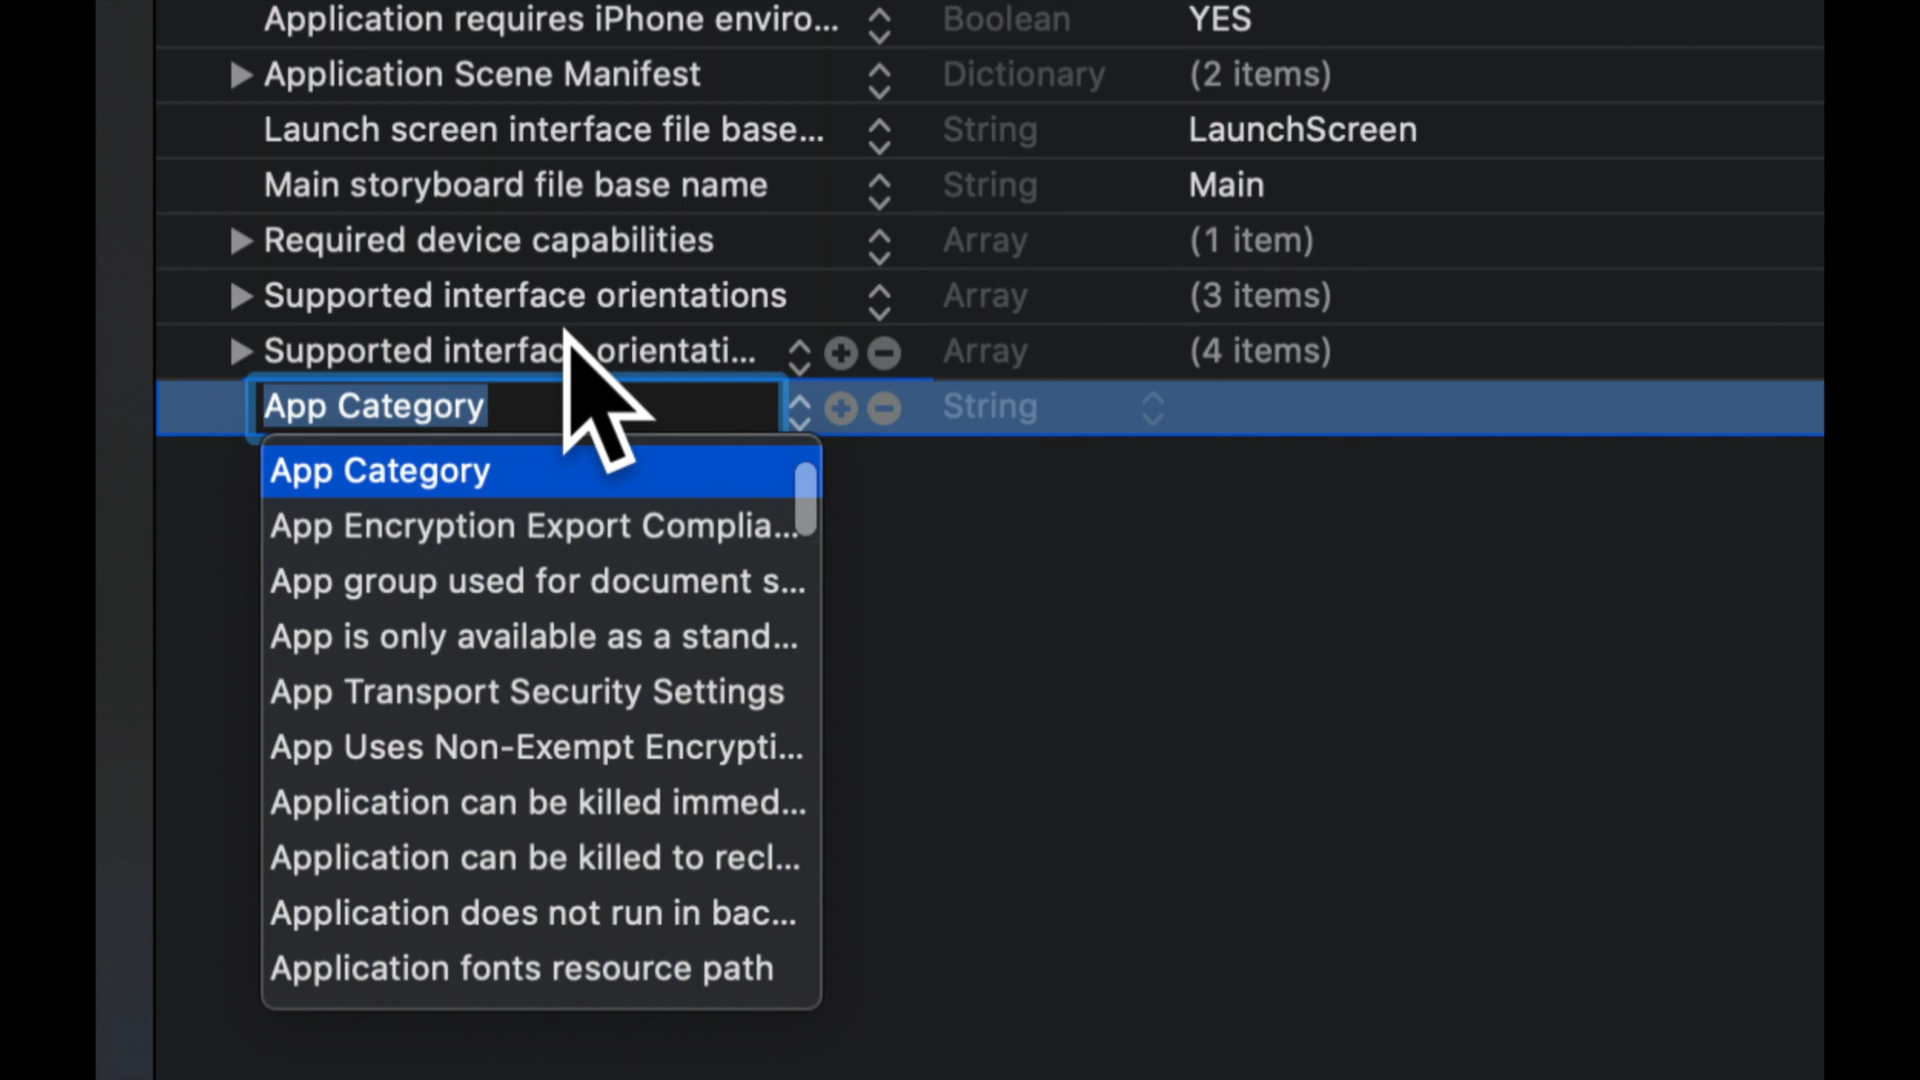 Application requires iPhone enviro... Boolean YES
Application Scene Manifest Dictionary (2 items)
Launch screen interface file base... String LaunchScreen
Main storyboard file base name String Main
Required device capabilities Array (1 item)
Supported interface orientations Array (3 items)
Supported interface orientati... Array (4 items)
App Category String
App Category
App Encryption Export Complia...
App group used for document s...
App is only available as a stand...
App Transport Security Settings
App Uses Non-Exempt Encrypti...
Application can be killed immed...
Application can be killed to recl...
Application does not run in bac...
Application fonts resource path